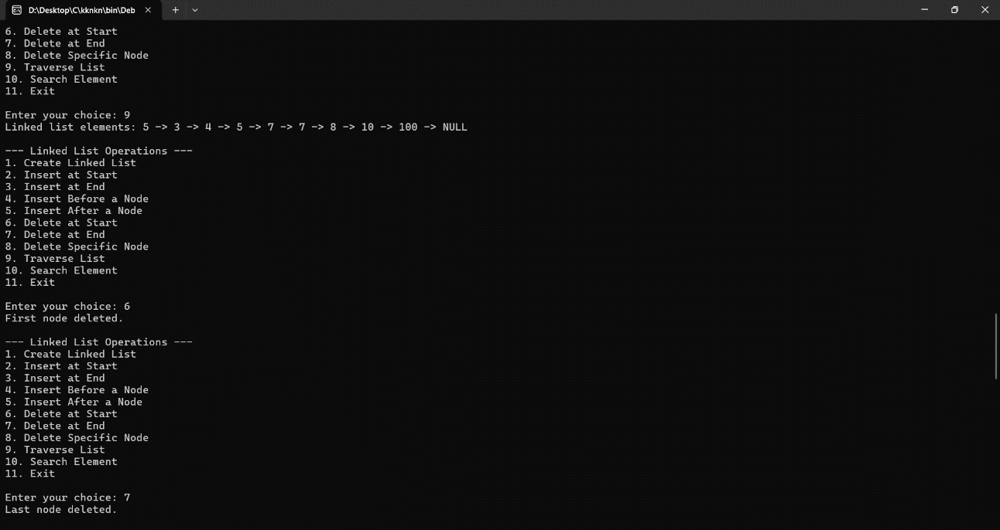 D:\Desktop\C\kknkn\bin\Deb
6. Delete at Start
7. Delete at End
8. Delete Specific Node
9. Traverse List
10. Search Element
11. Exit
Enter your choice: 9
Linked list elements: 5 -> 3 -> 4 -> 5 -> 7 -> 7 -> 8 -> 10 -> 100 -> NULL
--- Linked List Operations ---
1. Create Linked List
2. Insert at Start
3. Insert at End
4. Insert Before a Node
5. Insert After a Node
6. Delete at Start
7. Delete at End
8. Delete Specific Node
9. Traverse List
10. Search Element
11. Exit
Enter your choice: 6
First node deleted.
--- Linked List Operations ---
1. Create Linked List
2. Insert at Start
3. Insert at End
4. Insert Before a Node
5. Insert After a Node
6. Delete at Start
7. Delete at End
8. Delete Specific Node
9. Traverse List
10. Search Element
11. Exit
Enter your choice: 7
Last node deleted.